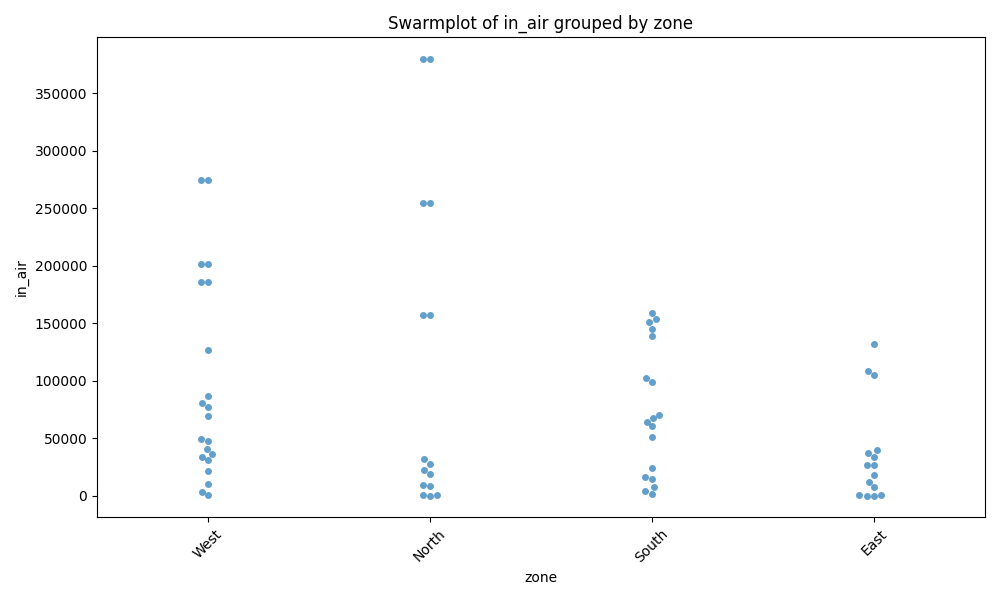 Swarmplot of in_air grouped by zone
in_air
350000
300000
250000
200000
150000
100000
50000
0
West
North
South
East
zone